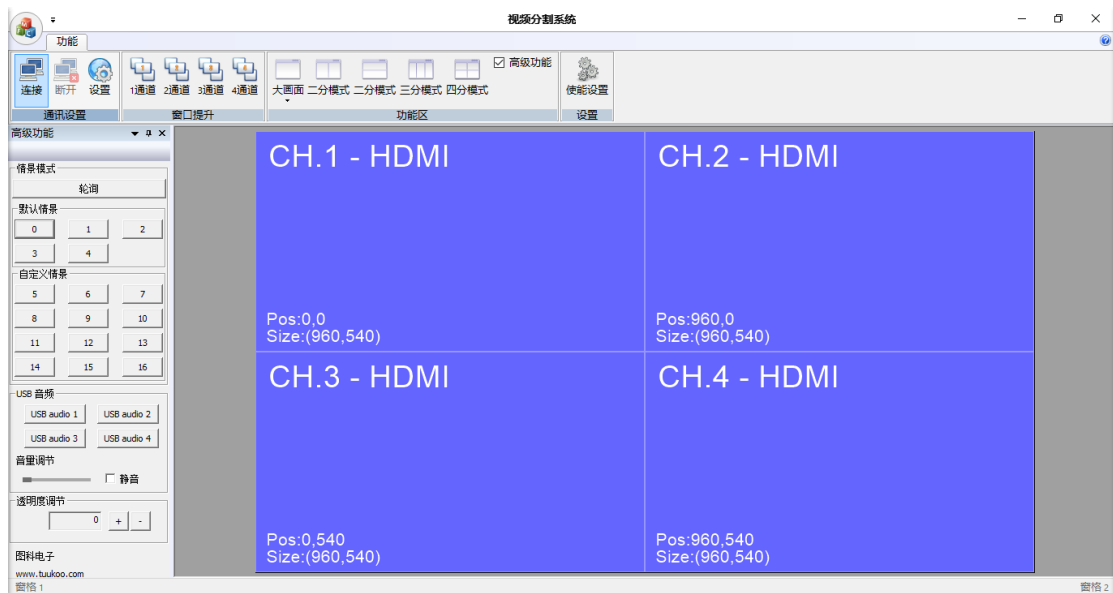 视频分割系统
功能
连接 断开 设置 1通道 2通道 3通道 4通道 大画面 二分模式 二分模式 三分模式 四分模式 高级功能 使能设置
通讯设置 窗口提升 功能区 设置
高级功能
情景模式
轮询
默认情景
0 1 2
3 4
自定义情景
5 6 7
8 9 10
11 12 13
14 15 16
USB 音频
USB audio 1 USB audio 2
USB audio 3 USB audio 4
音量调节
静音
透明度调节
0 + -
图科电子
www.tuukoo.com
CH.1 - HDMI
Pos:0,0
Size:(960,540)
CH.2 - HDMI
Pos:960,0
Size:(960,540)
CH.3 - HDMI
Pos:0,540
Size:(960,540)
CH.4 - HDMI
Pos:960,540
Size:(960,540)
窗格 1 窗格 2